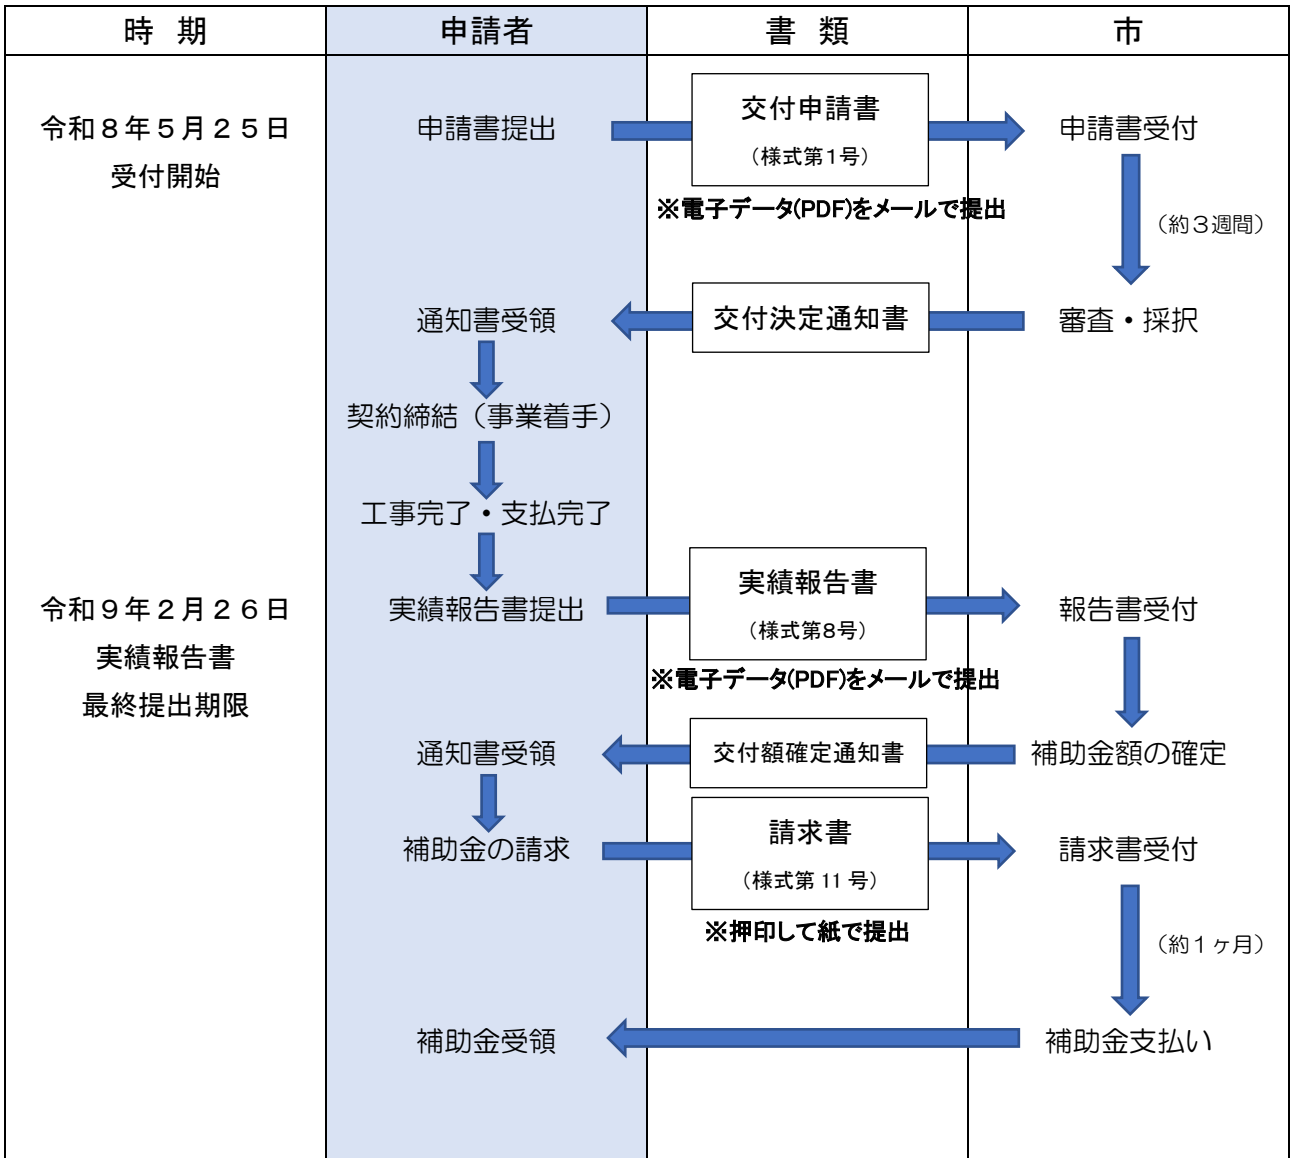 時 期
申請者
書 類
市
令和８年５月２５日
受付開始
申請書提出
交付申請書
（様式第１号）
申請書受付
※電子データ(PDF)をメールで提出
（約３週間）
通知書受領
交付決定通知書
審査・採択
契約締結（事業着手）
工事完了・支払完了
令和９年２月２６日
実績報告書
最終提出期限
実績報告書提出
実績報告書
（様式第８号）
報告書受付
※電子データ(PDF)をメールで提出
通知書受領
交付額確定通知書
補助金額の確定
補助金の請求
請求書
（様式第 11 号）
請求書受付
※押印して紙で提出
（約１ヶ月）
補助金受領
補助金支払い